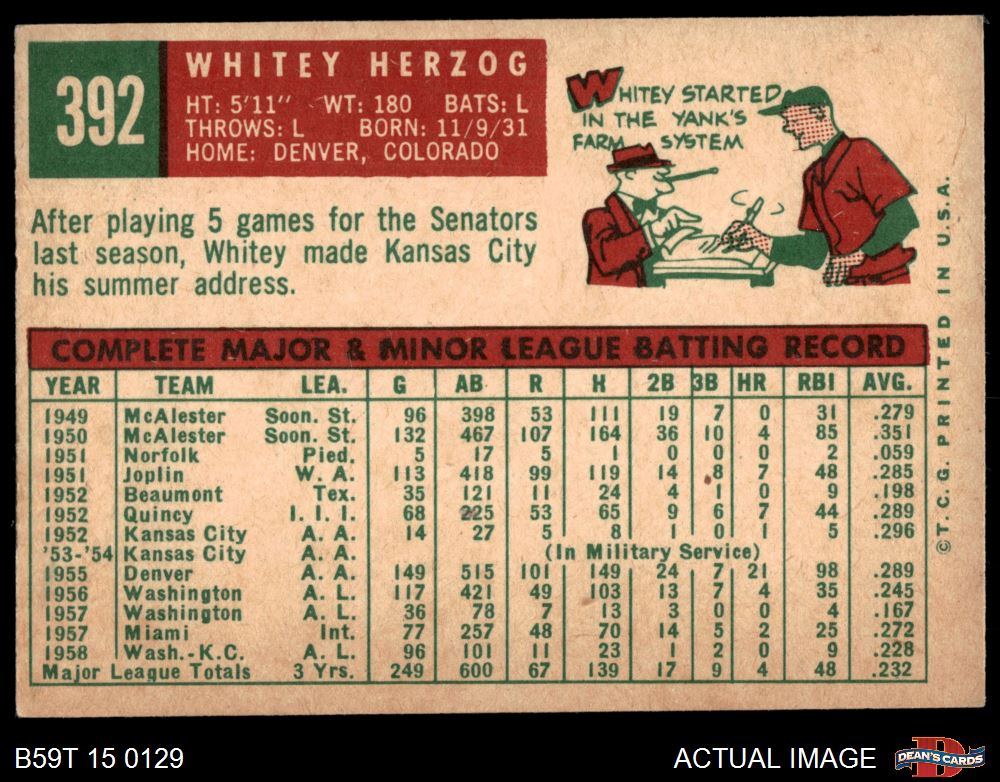 392
WHITEY HERZOG
HT: 5'11" WT: 180 BATS: L
THROWS: L BORN: 11/9/31
HOME: DENVER, COLORADO
WHITEY STARTED
IN THE YANK'S
FARM SYSTEM
After playing 5 games for the Senators
last season, Whitey made Kansas City
his summer address.
COMPLETE MAJOR & MINOR LEAGUE BATTING RECORD
YEAR TEAM LEA. G AB R H 2B 3B HR RBI AVG.
1949 McAlester Soon. St. 96 398 53 111 19 7 0 31 .279
1950 McAlester Soon. St. 132 467 107 164 36 10 4 85 .351
1951 Norfolk Pied. 5 17 5 1 0 0 0 2 .059
1951 Joplin W. A. 113 418 99 119 14 8 7 48 .285
1952 Beaumont Tex. 35 121 11 24 4 1 0 9 .198
1952 Quincy I. I. I. 68 225 53 65 9 6 7 44 .289
1952 Kansas City A. A. 14 27 5 8 1 0 1 5 .296
'53-'54 Kansas City A. A. (In Military Service)
1955 Denver A. A. 149 515 101 149 24 7 21 98 .289
1956 Washington A. L. 117 421 49 103 13 7 4 35 .245
1957 Washington A. L. 36 78 7 13 3 0 0 4 .167
1957 Miami Int. 77 257 48 70 14 5 2 25 .272
1958 Wash.-K.C. A. L. 96 101 11 23 1 2 0 9 .228
Major League Totals 3 Yrs. 249 600 67 139 17 9 4 48 .232
©T.C.G. PRINTED IN U.S.A.
B59T 15 0129
ACTUAL IMAGE
D
DEAN'S CARDS